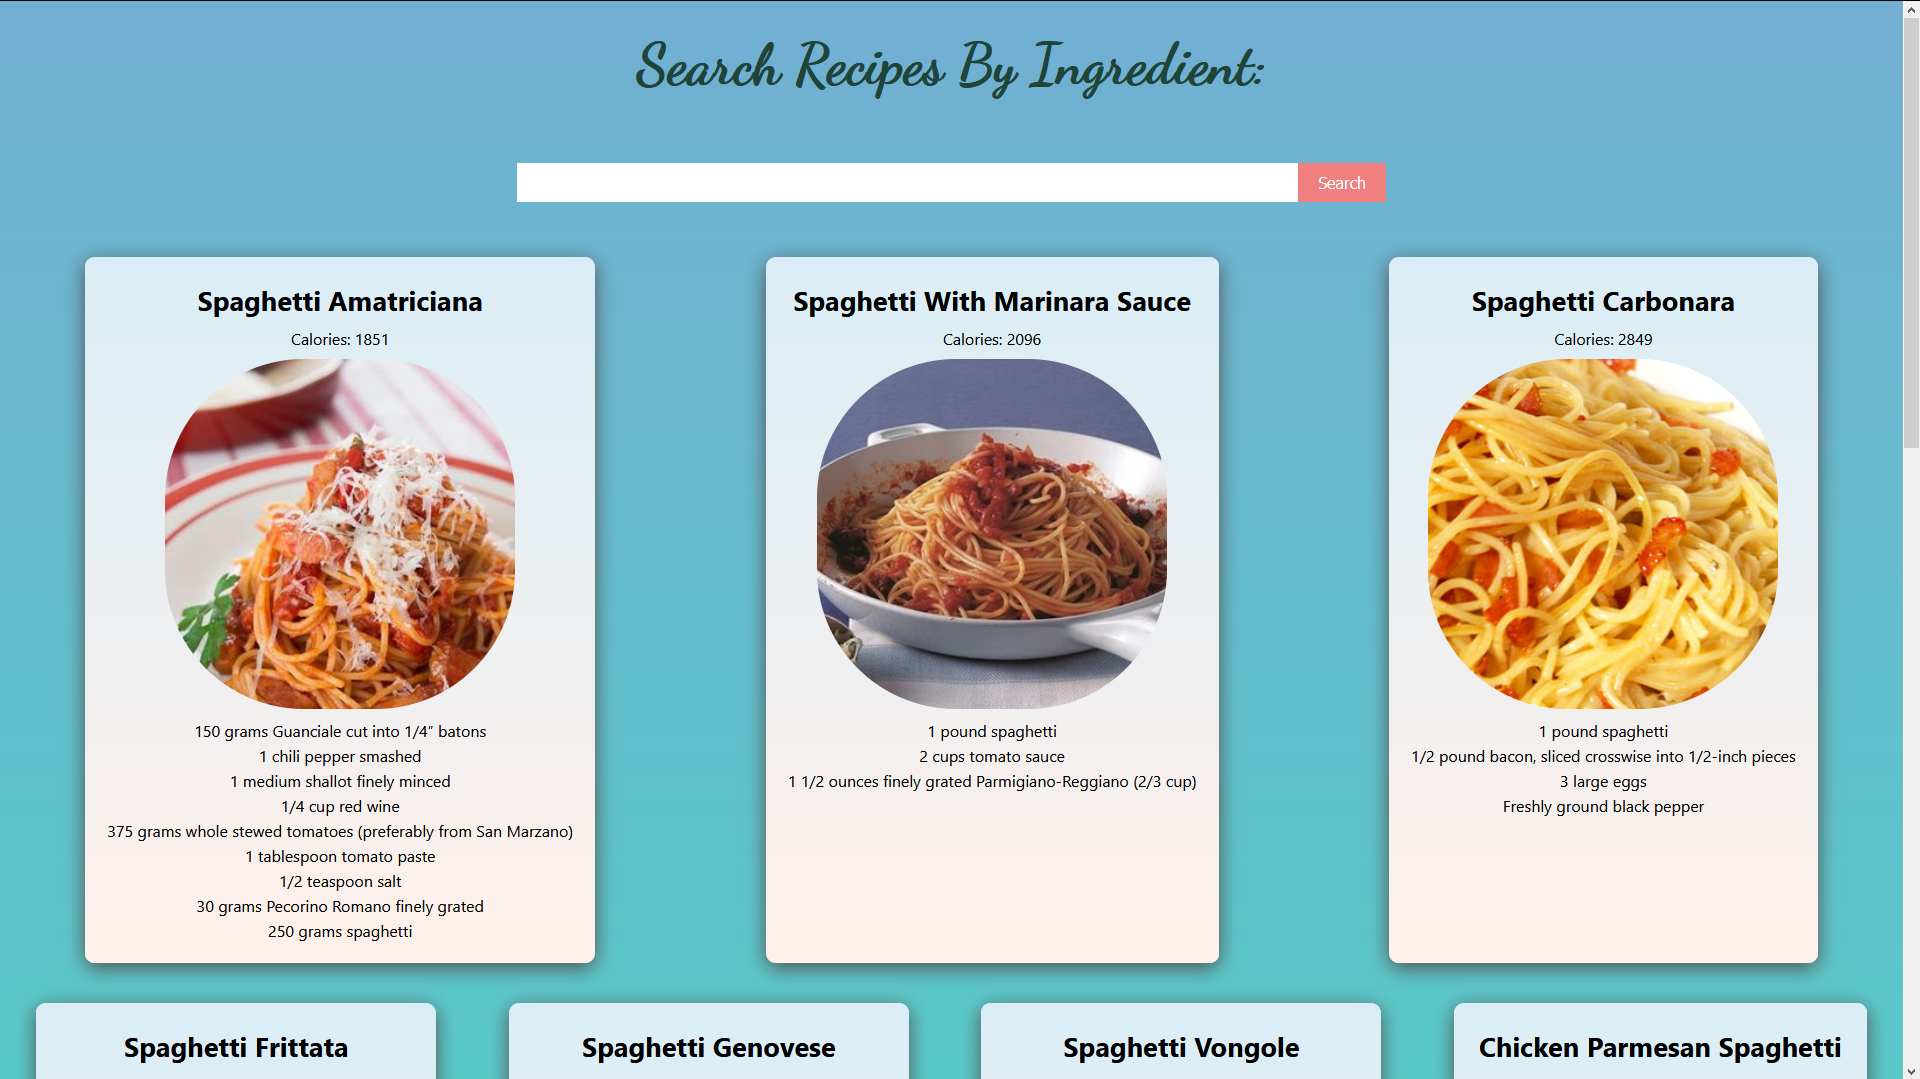 Search Recipes By Ingredient:
Search
Spaghetti Amatriciana
Calories: 1851
150 grams Guanciale cut into 1/4″ batons
1 chili pepper smashed
1 medium shallot finely minced
1/4 cup red wine
375 grams whole stewed tomatoes (preferably from San Marzano)
1 tablespoon tomato paste
1/2 teaspoon salt
30 grams Pecorino Romano finely grated
250 grams spaghetti
Spaghetti With Marinara Sauce
Calories: 2096
1 pound spaghetti
2 cups tomato sauce
1 1/2 ounces finely grated Parmigiano-Reggiano (2/3 cup)
Spaghetti Carbonara
Calories: 2849
1 pound spaghetti
1/2 pound bacon, sliced crosswise into 1/2-inch pieces
3 large eggs
Freshly ground black pepper
Spaghetti Frittata
Spaghetti Genovese
Spaghetti Vongole
Chicken Parmesan Spaghetti